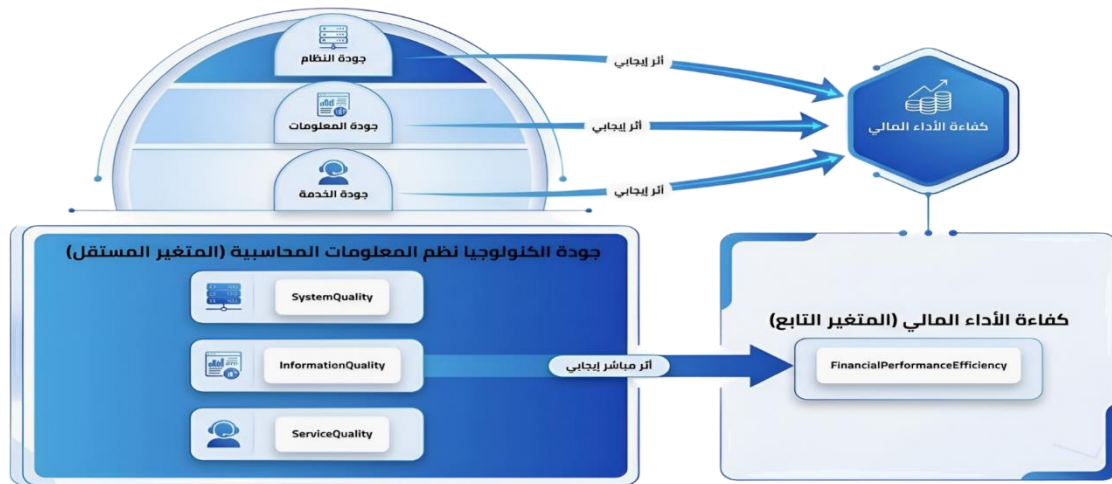 جودة النظام
أثر إيجابي
جودة المعلومات
أثر إيجابي
كفاءة الأداء المالي
جودة الخدمة
أثر إيجابي
جودة الكنولوجيا نظم المعلومات المحاسبية (المتغير المستقل)
SystemQuality
InformationQuality
أثر مباشر إيجابي
ServiceQuality
كفاءة الأداء المالي (المتغير التابع)
FinancialPerformanceEfficiency